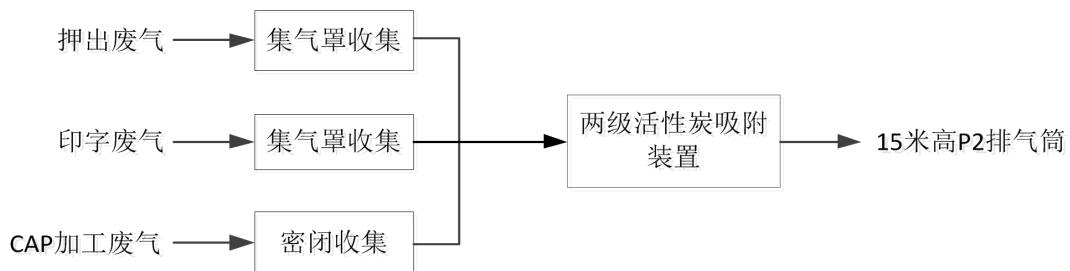 押出废气
集气罩收集
印字废气
集气罩收集
两级活性炭吸附
装置
15米高P2排气筒
CAP加工废气
密闭收集